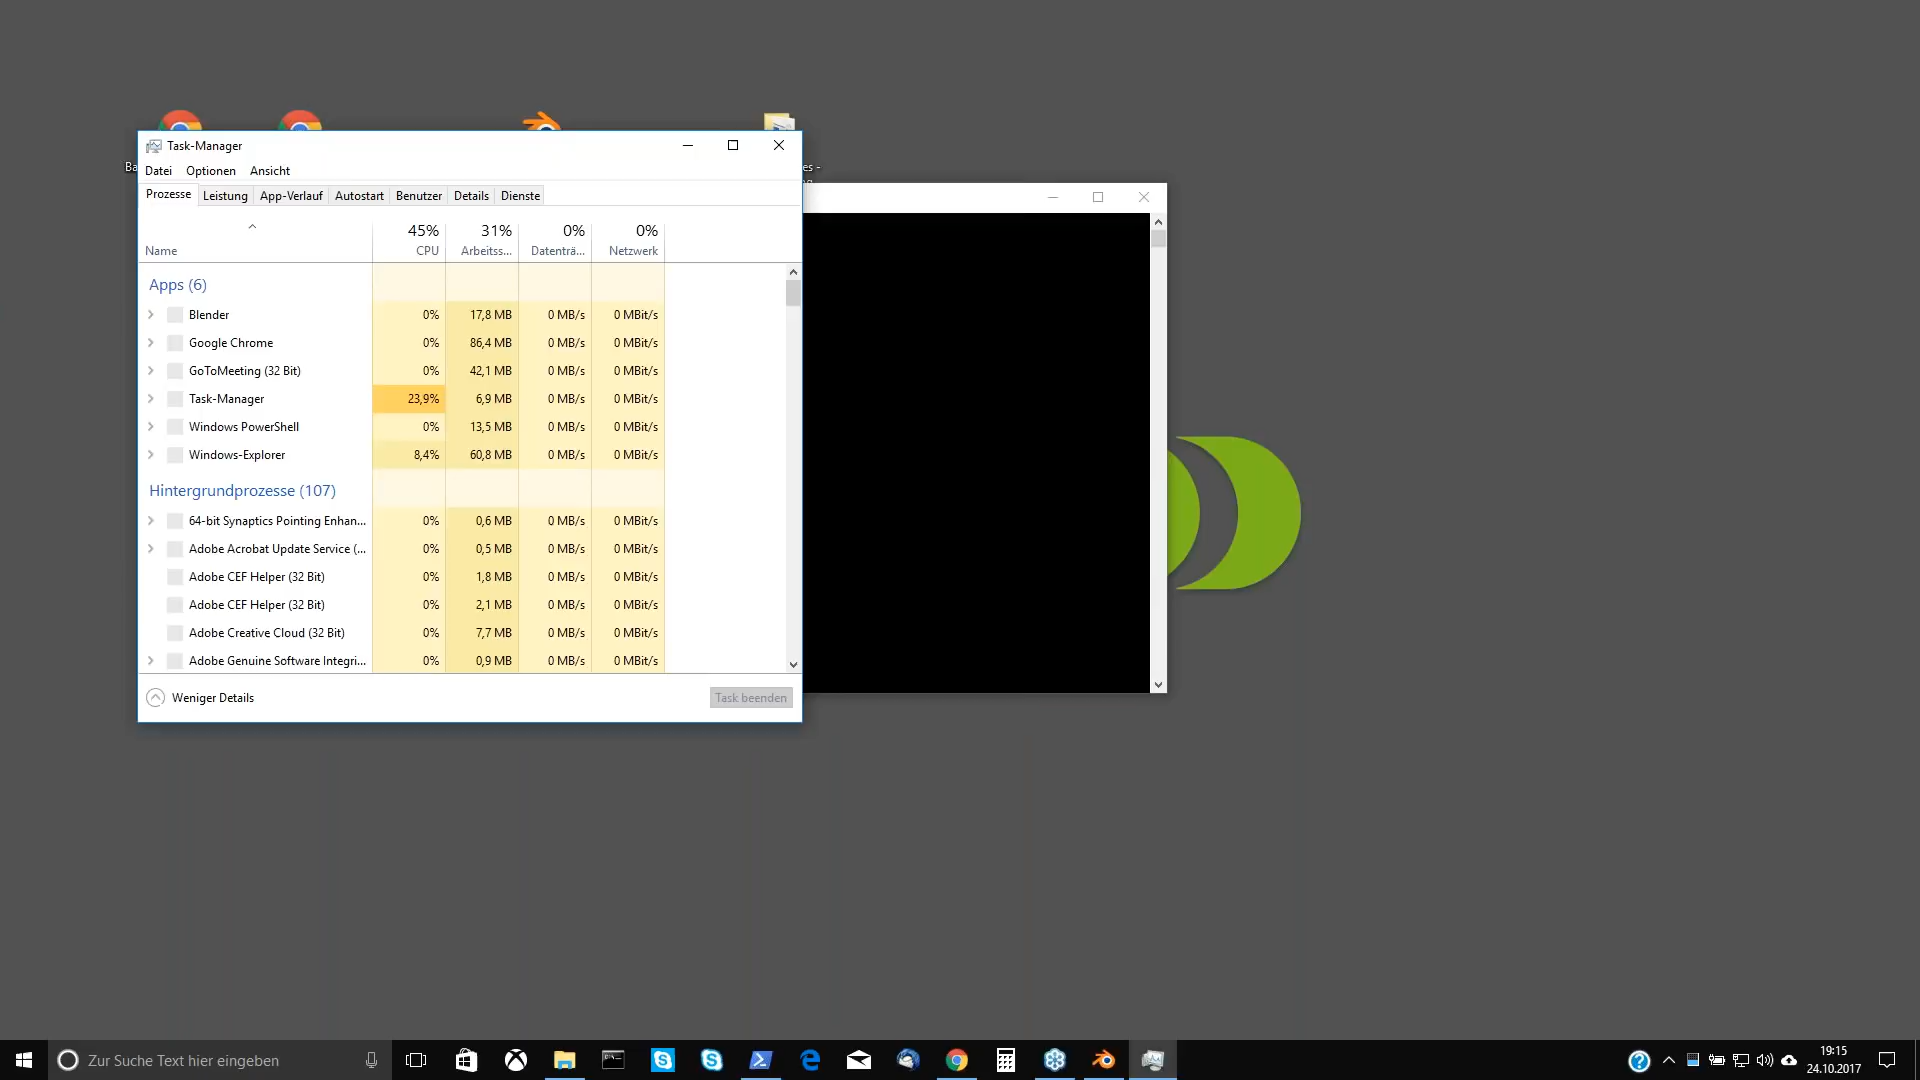 Ba
es -
Task-Manager
Datei Optionen Ansicht
Prozesse Leistung App-Verlauf Autostart Benutzer Details Dienste
45% 31% 0% 0%
Name CPU Arbeitss... Datenträ... Netzwerk
Apps (6)
Blender 0% 17,8 MB 0 MB/s 0 MBit/s
Google Chrome 0% 86,4 MB 0 MB/s 0 MBit/s
GoToMeeting (32 Bit) 0% 42,1 MB 0 MB/s 0 MBit/s
Task-Manager 23,9% 6,9 MB 0 MB/s 0 MBit/s
Windows PowerShell 0% 13,5 MB 0 MB/s 0 MBit/s
Windows-Explorer 8,4% 60,8 MB 0 MB/s 0 MBit/s
Hintergrundprozesse (107)
64-bit Synaptics Pointing Enhan... 0% 0,6 MB 0 MB/s 0 MBit/s
Adobe Acrobat Update Service (... 0% 0,5 MB 0 MB/s 0 MBit/s
Adobe CEF Helper (32 Bit) 0% 1,8 MB 0 MB/s 0 MBit/s
Adobe CEF Helper (32 Bit) 0% 2,1 MB 0 MB/s 0 MBit/s
Adobe Creative Cloud (32 Bit) 0% 7,7 MB 0 MB/s 0 MBit/s
Adobe Genuine Software Integri... 0% 0,9 MB 0 MB/s 0 MBit/s
Weniger Details Task beenden
Zur Suche Text hier eingeben
19:15
24.10.2017